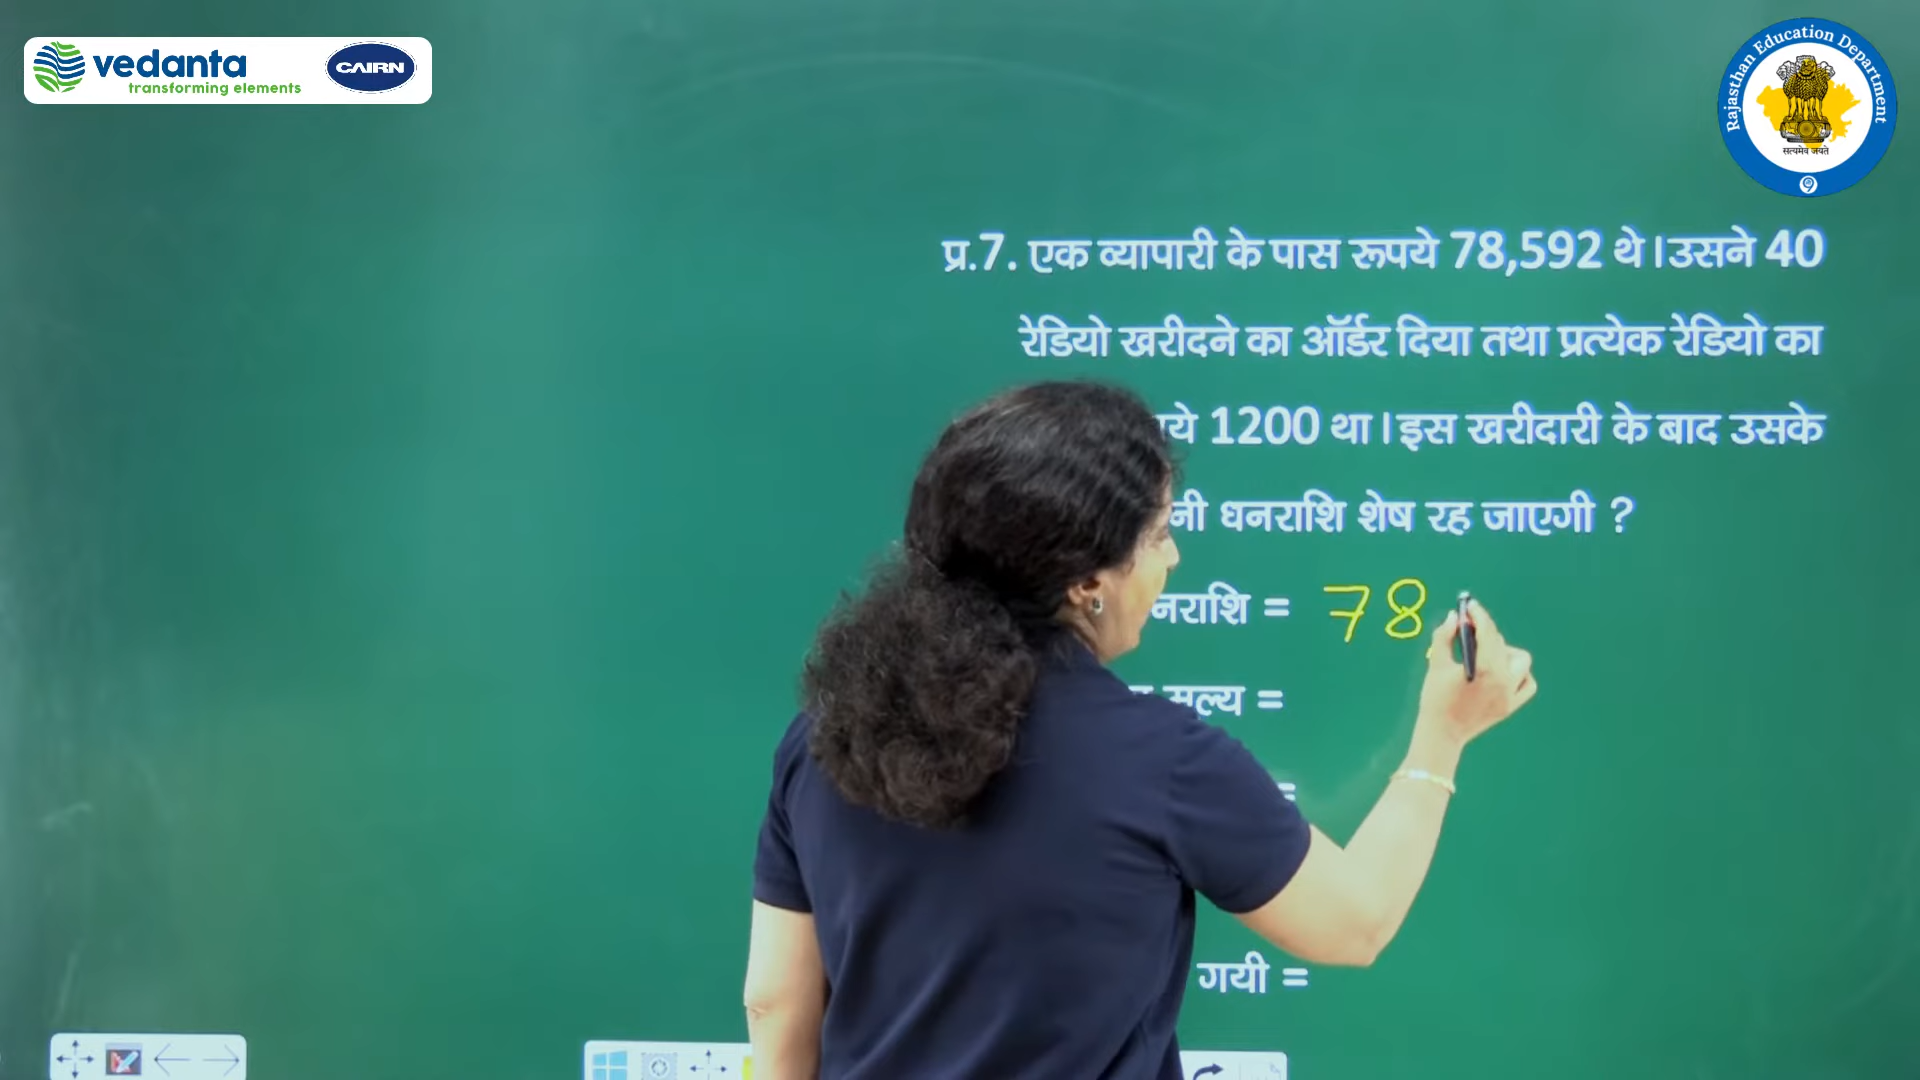 vedanta
transforming elements
CAIRN
Rajasthan Education Department
सत्यमेव जयते
प्र.7. एक व्यापारी के पास रूपये 78,592 थे। उसने 40
रेडियो खरीदने का ऑर्डर दिया तथा प्रत्येक रेडियो का
1200 था। इस खरीदारी के बाद उसके
धनराशि शेष रह जाएगी ?
= 78,
=
=
गयी =